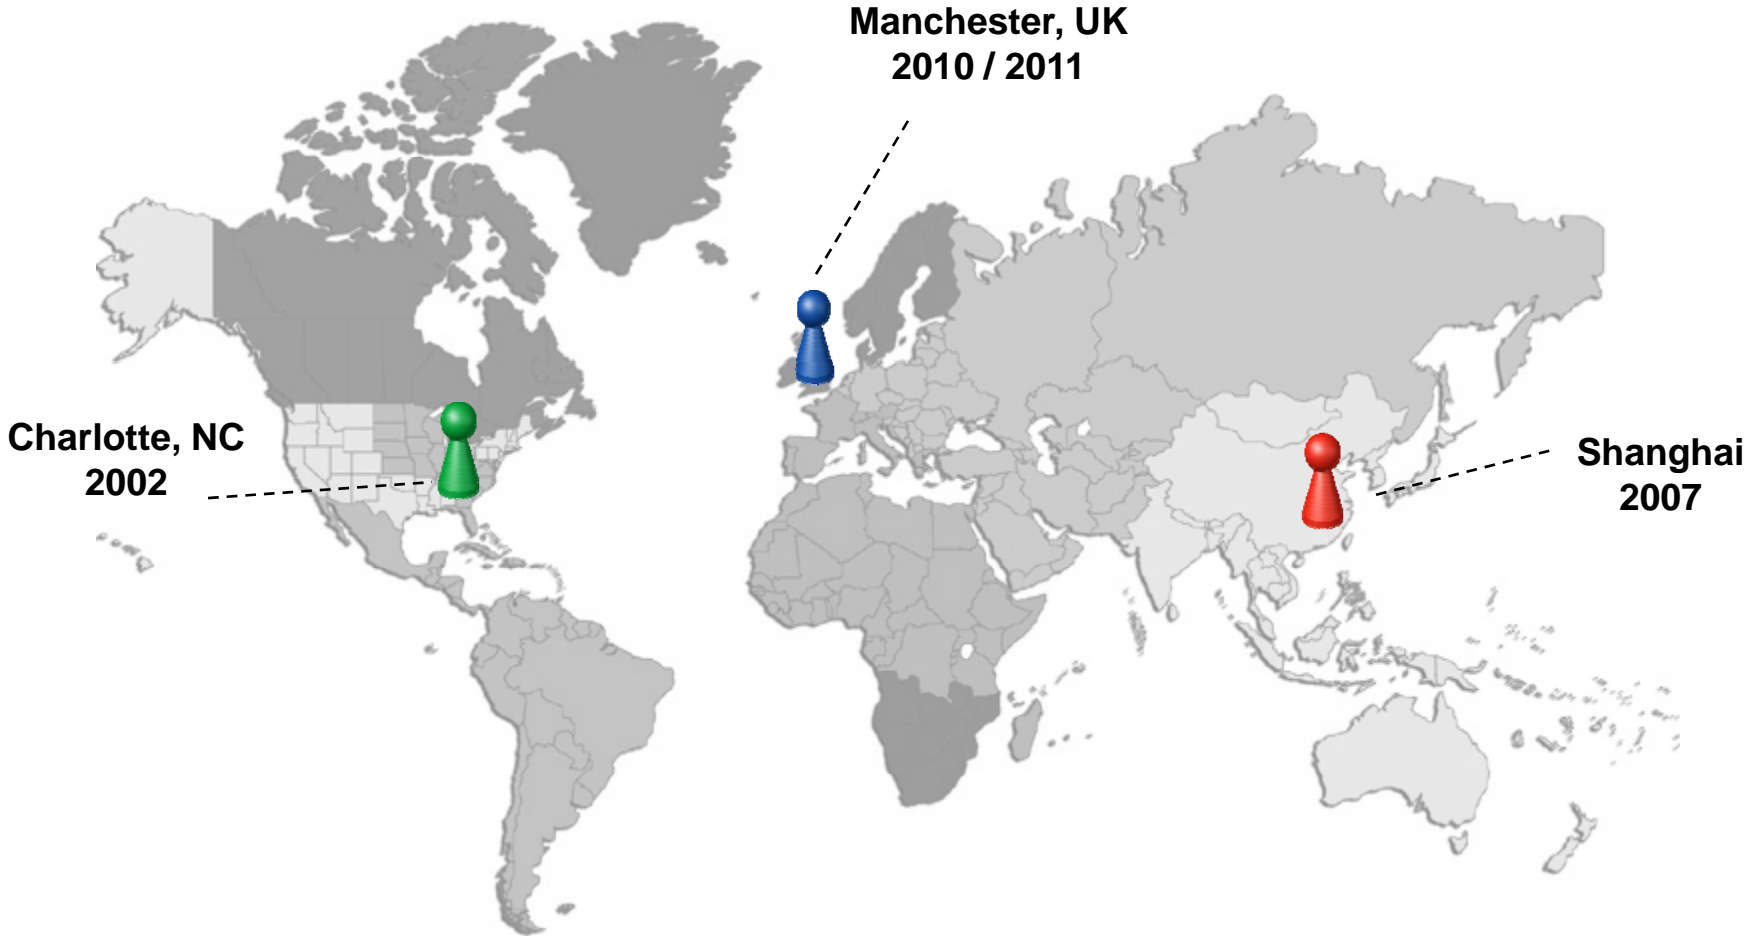 Manchester, UK
2010 / 2011
Charlotte, NC
2002
Shanghai
2007